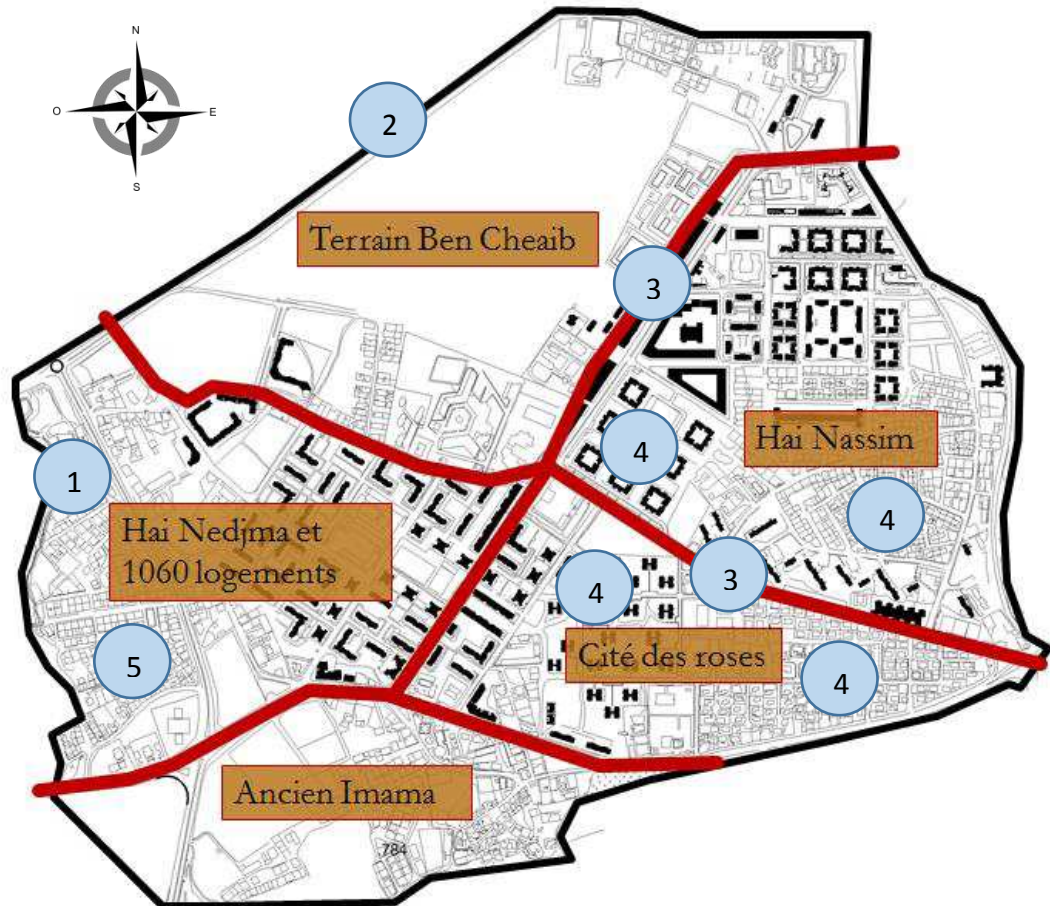 N
O
E
S
2
Terrain Ben Cheaib
3
4
Hai Nassim
1
4
Hai Nedjma et
1060 logements
3
4
5
Cité des roses
4
Ancien Imama
784